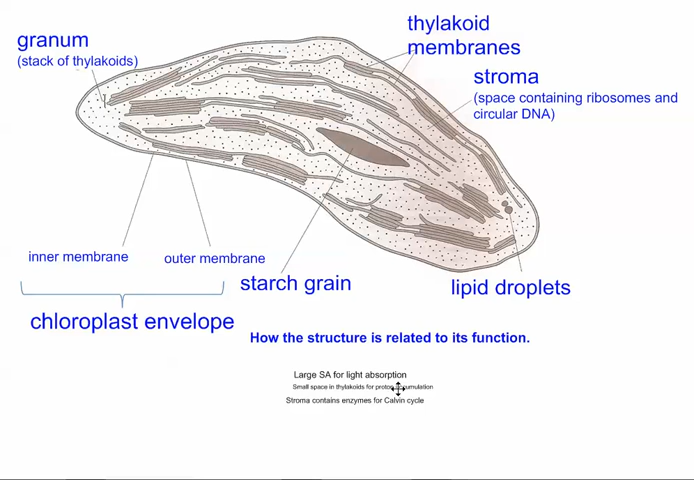 granum
(stack of thylakoids)
thylakoid
membranes
stroma
(space containing ribosomes and
circular DNA)
inner membrane
outer membrane
starch grain
lipid droplets
chloroplast envelope
How the structure is related to its function.
Large SA for light absorption
Small space in thylakoids for proton accumulation
Stroma contains enzymes for Calvin cycle